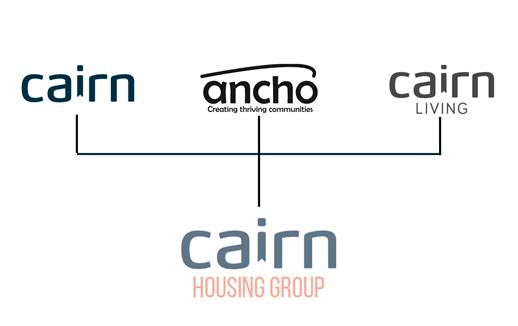 cairn
ancho
Creating thriving communities
cairn
LIVING
cairn
HOUSING GROUP